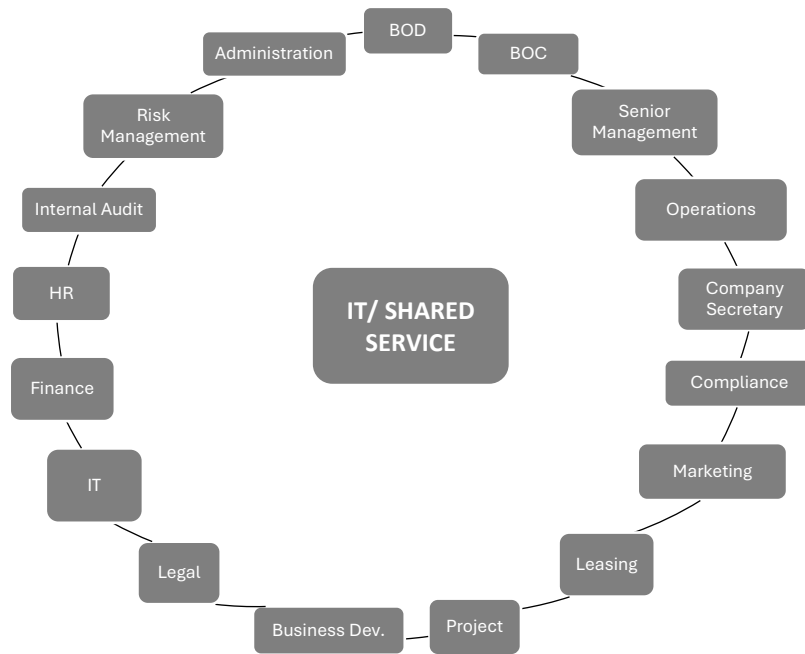 BOD
BOC
Senior
Management
Operations
Company
Secretary
Compliance
Marketing
Leasing
Project
Business Dev.
Legal
IT
Finance
HR
Internal Audit
Risk
Management
Administration
IT/ SHARED
SERVICE